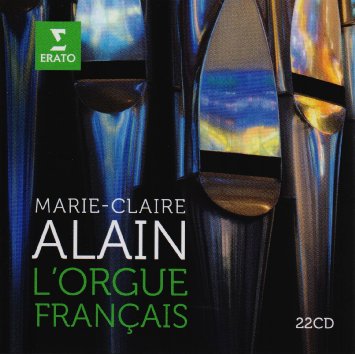 ERATO
MARIE-CLAIRE
ALAIN
L'ORGUE
FRANÇAIS
22CD